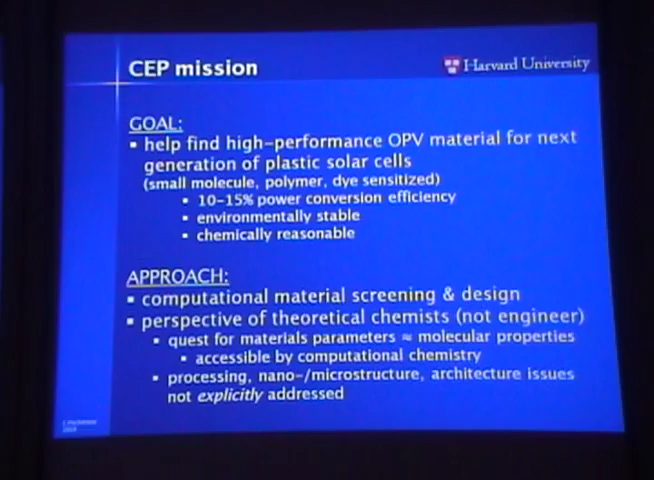 CEP mission
Harvard University
GOAL:
▪ help find high-performance OPV material for next
generation of plastic solar cells
(small molecule, polymer, dye sensitized)
▪ 10-15% power conversion efficiency
▪ environmentally stable
▪ chemically reasonable
APPROACH:
▪ computational material screening & design
▪ perspective of theoretical chemists (not engineer)
▪ quest for materials parameters ≈ molecular properties
▪ accessible by computational chemistry
▪ processing, nano-/microstructure, architecture issues
not explicitly addressed